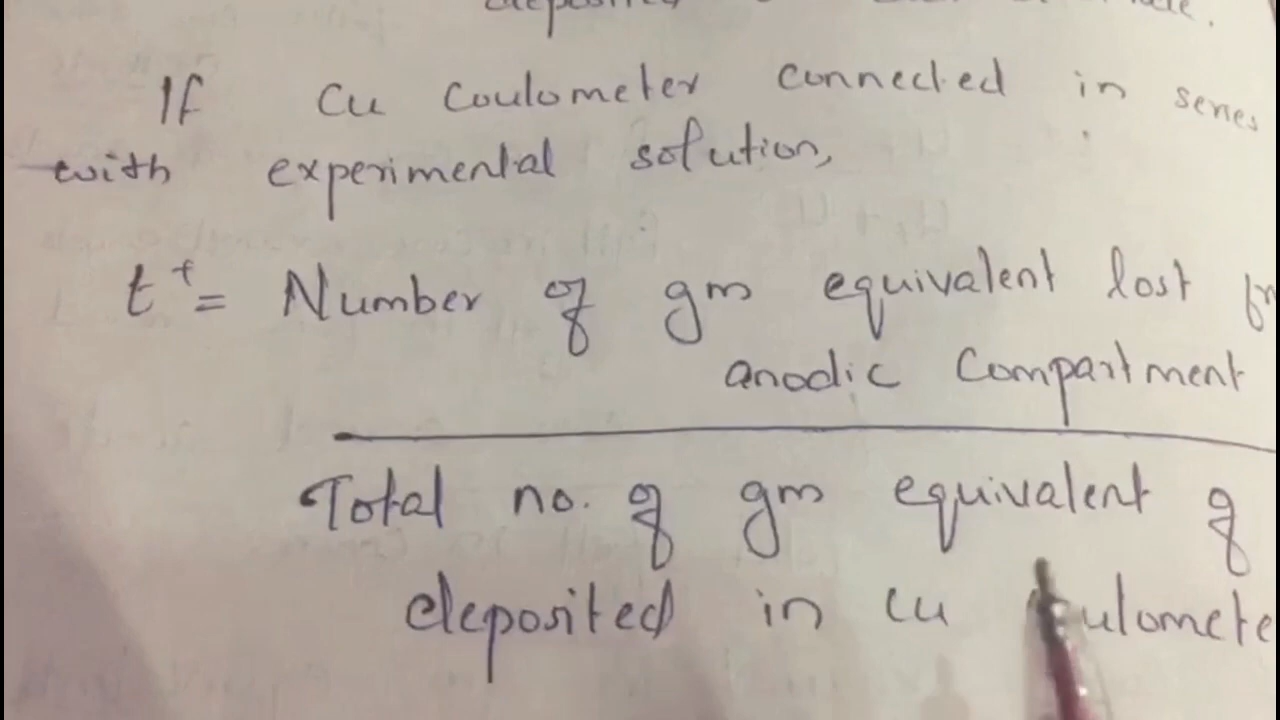 If Cu Coulometer connected in series
with experimental solution,
t⁺ = Number of gm equivalent lost
anodic Compartment
Total no. of gm equivalent of
deposited in Cu